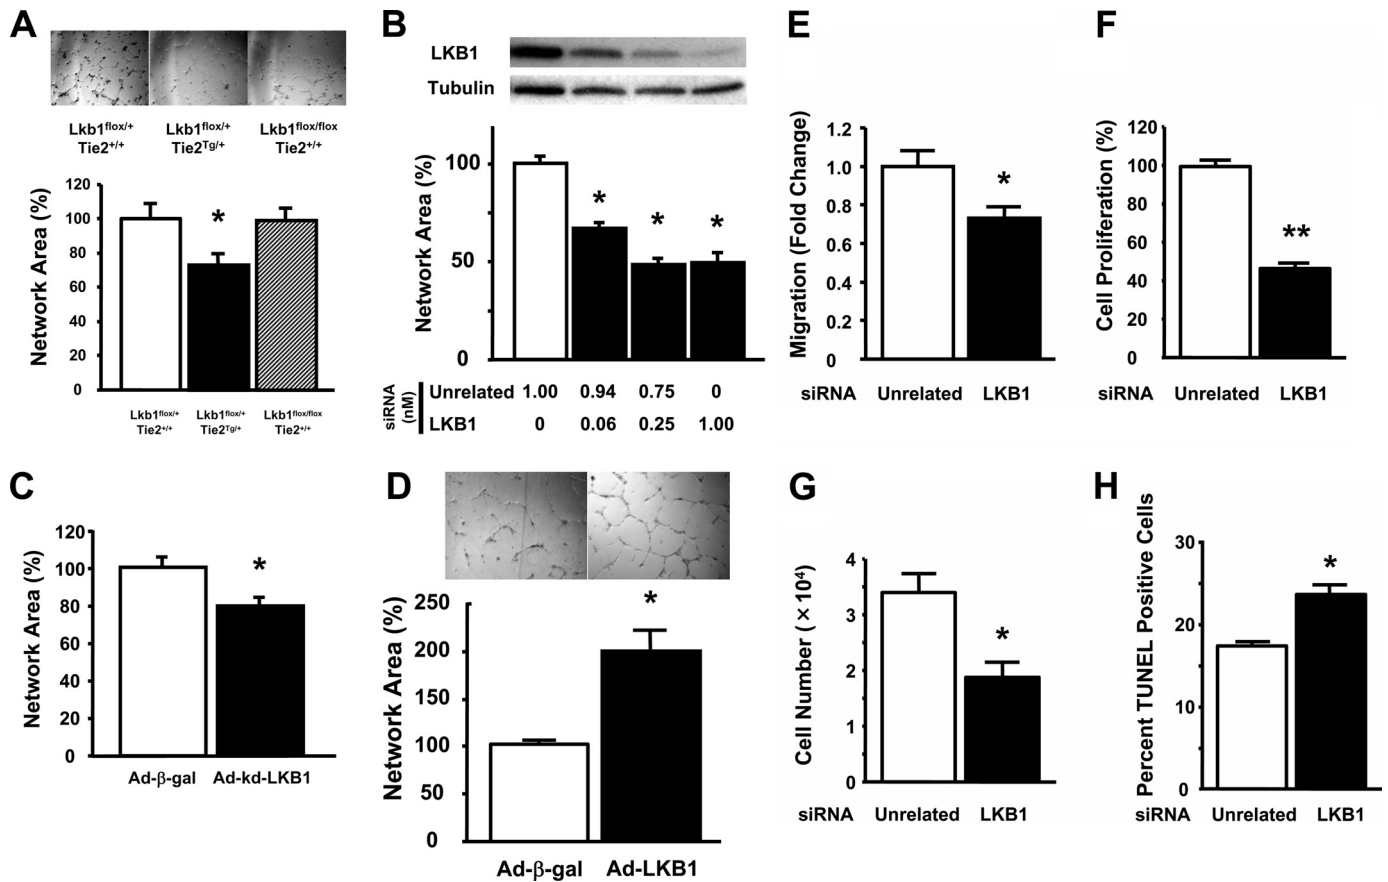 A
Lkb1flox/+ Lkb1flox/+ Lkb1flox/flox
Tie2+/+ Tie2Tg/+ Tie2+/+
Network Area (%)
120
100
80
60
40
20
0
Lkb1flox/+ Lkb1flox/+ Lkb1flox/flox
Tie2+/+ Tie2Tg/+ Tie2+/+
*
B
LKB1
Tubulin
Network Area (%)
100
50
0
* * *
siRNA (nM)
Unrelated 1.00 0.94 0.75 0
LKB1 0 0.06 0.25 1.00
E
Migration (Fold Change)
1.2
1.0
0.8
0.6
0.4
0.2
0
*
siRNA Unrelated LKB1
F
Cell Proliferation (%)
120
100
80
60
40
20
0
**
siRNA Unrelated LKB1
C
Network Area (%)
120
100
80
60
40
20
0
*
Ad-β-gal Ad-kd-LKB1
D
Network Area (%)
250
200
150
100
50
0
*
Ad-β-gal Ad-LKB1
G
Cell Number (×10⁴)
4
3
2
1
0
*
siRNA Unrelated LKB1
H
Percent TUNEL Positive Cells
30
20
10
0
*
siRNA Unrelated LKB1